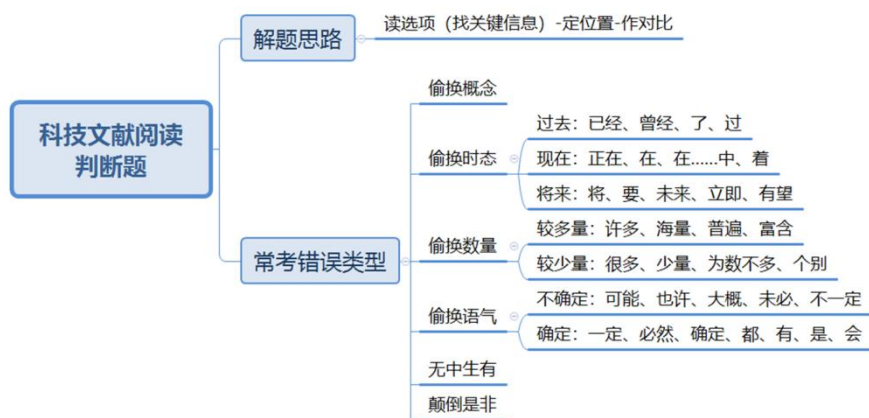 科技文献阅读
判断题
解题思路
读选项（找关键信息）-定位置-作对比
常考错误类型
偷换概念
偷换时态
过去：已经、曾经、了、过
现在：正在、在、在......中、着
将来：将、要、未来、立即、有望
偷换数量
较多量：许多、海量、普遍、富含
较少量：很多、少量、为数不多、个别
偷换语气
不确定：可能、也许、大概、未必、不一定
确定：一定、必然、确定、都、有、是、会
无中生有
颠倒是非